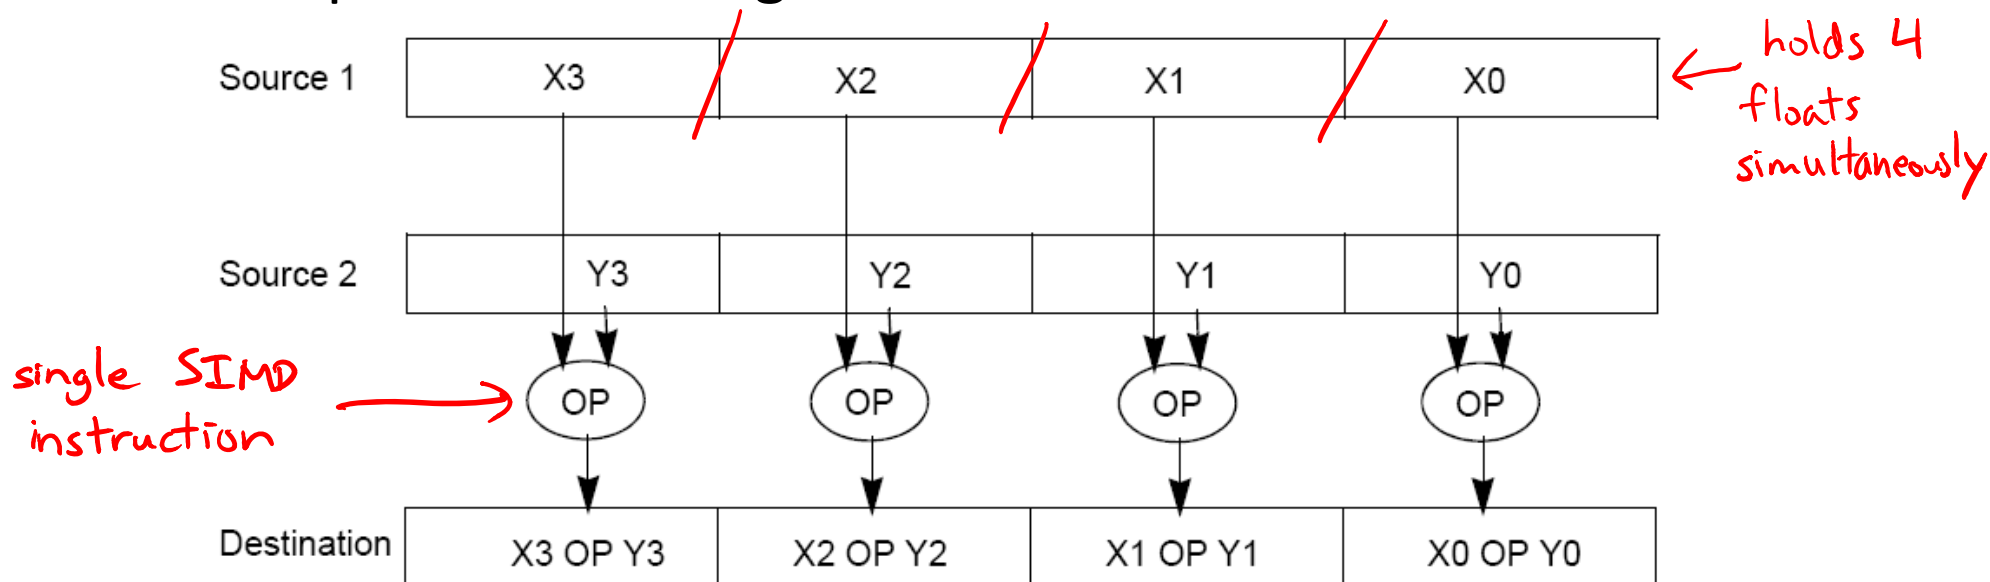 Source 1 X3 X2 X1 X0
holds 4
floats
simultaneously
Source 2 Y3 Y2 Y1 Y0
single SIMD
instruction
OP OP OP OP
Destination X3 OP Y3 X2 OP Y2 X1 OP Y1 X0 OP Y0